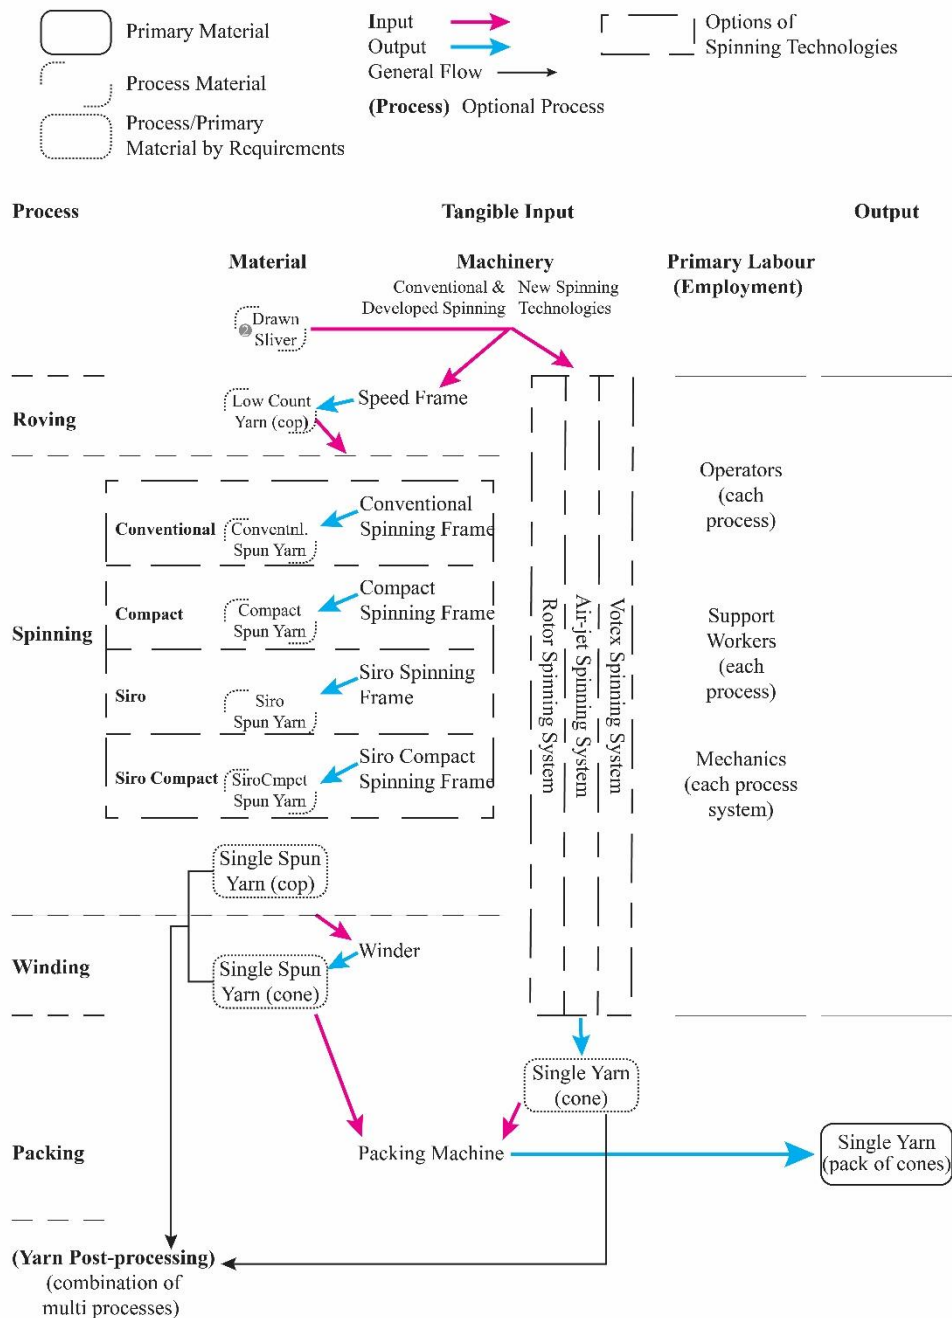 Primary Material
Process Material
Process/Primary
Material by Requirements
Input
Output
General Flow
(Process) Optional Process
Options of
Spinning Technologies
Process
Tangible Input
Output
Material
Machinery
Primary Labour
(Employment)
Conventional &
Developed Spinning
New Spinning
Technologies
2
Drawn
Sliver
Roving
Low Count
Yarn (cop)
Speed Frame
Spinning
Conventional
Conventnl.
Spun Yarn
Conventional
Spinning Frame
Compact
Compact
Spun Yarn
Compact
Spinning Frame
Siro
Siro
Spun Yarn
Siro Spinning
Frame
Siro Compact
SiroCmpct
Spun Yarn
Siro Compact
Spinning Frame
Rotor Spinning System
Air-jet Spinning System
Votex Spinning System
Operators
(each
process)
Support
Workers
(each
process)
Mechanics
(each process
system)
Single Spun
Yarn (cop)
Winding
Winder
Single Spun
Yarn (cone)
Single Yarn
(cone)
Packing
Packing Machine
Single Yarn
(pack of cones)
(Yarn Post-processing)
(combination of
multi processes)